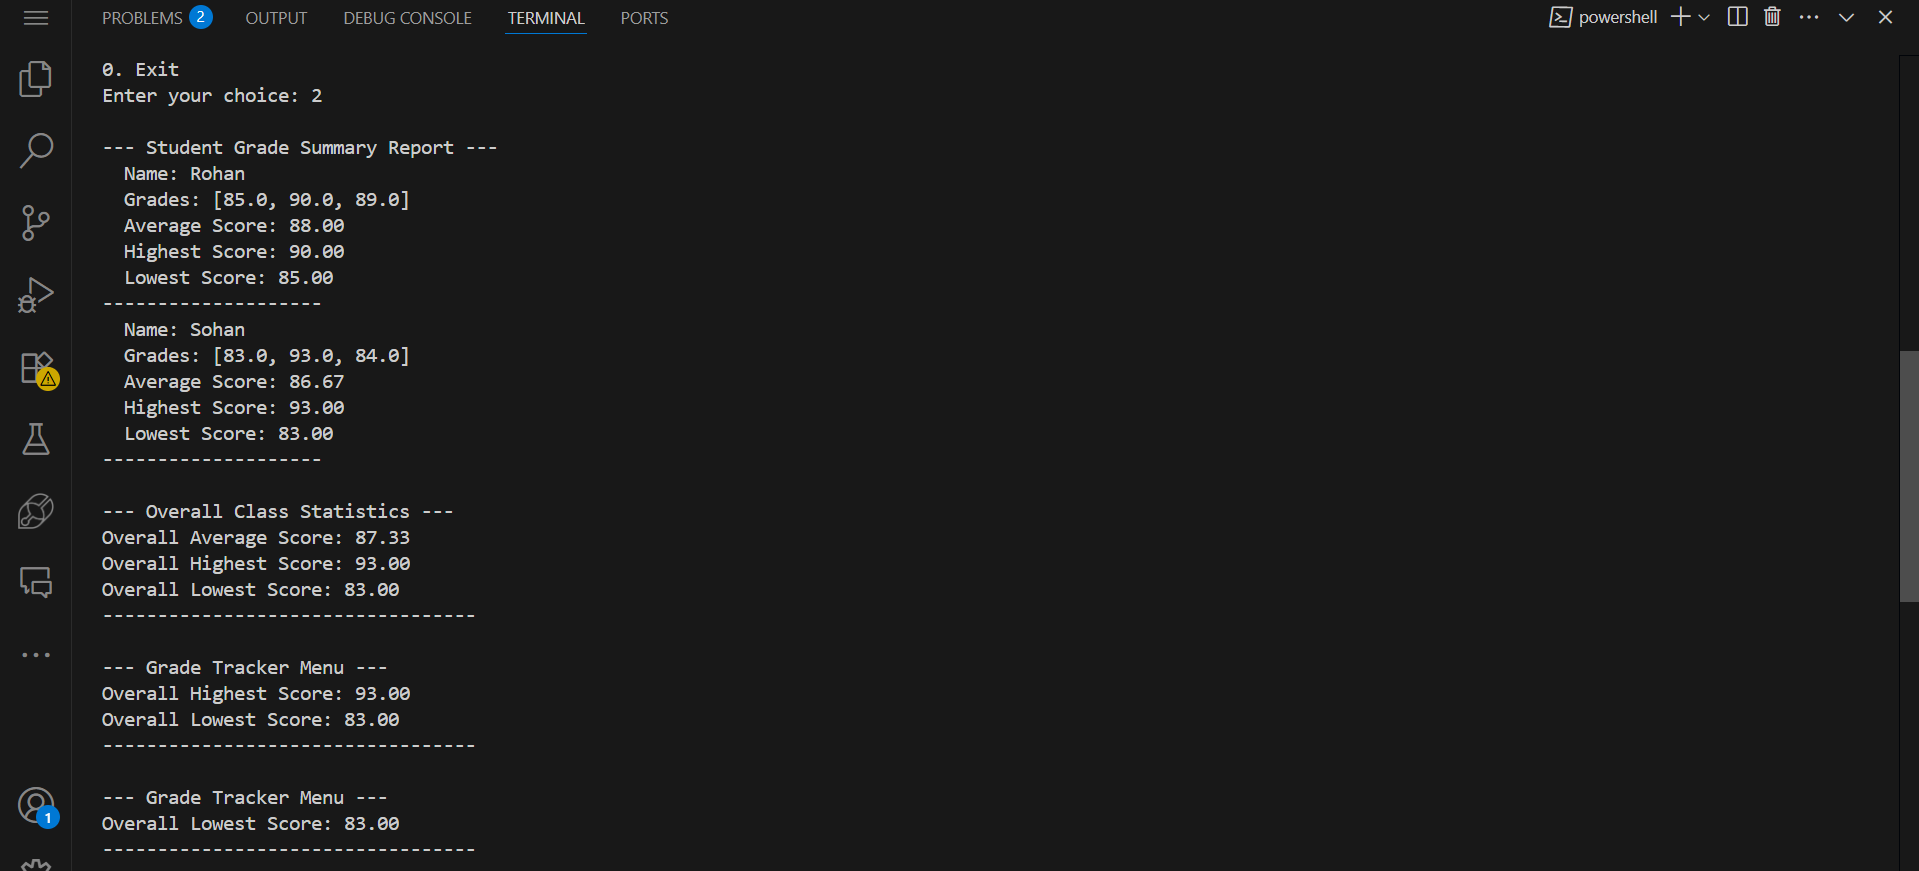 PROBLEMS 2 OUTPUT DEBUG CONSOLE TERMINAL PORTS powershell
0. Exit
Enter your choice: 2
--- Student Grade Summary Report ---
Name: Rohan
Grades: [85.0, 90.0, 89.0]
Average Score: 88.00
Highest Score: 90.00
Lowest Score: 85.00
--------------------
Name: Sohan
Grades: [83.0, 93.0, 84.0]
Average Score: 86.67
Highest Score: 93.00
Lowest Score: 83.00
--------------------
--- Overall Class Statistics ---
Overall Average Score: 87.33
Overall Highest Score: 93.00
Overall Lowest Score: 83.00
----------------------------------
--- Grade Tracker Menu ---
Overall Highest Score: 93.00
Overall Lowest Score: 83.00
----------------------------------
--- Grade Tracker Menu ---
Overall Lowest Score: 83.00
----------------------------------
1